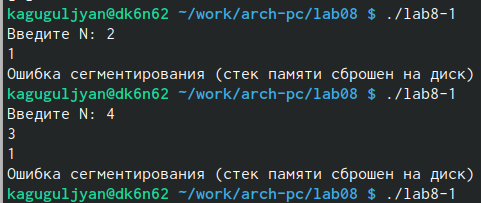 kaguguljyan@dk6n62 ~/work/arch-pc/lab08 $ ./lab8-1
Введите N: 2
1
Ошибка сегментирования (стек памяти сброшен на диск)
kaguguljyan@dk6n62 ~/work/arch-pc/lab08 $ ./lab8-1
Введите N: 4
3
1
Ошибка сегментирования (стек памяти сброшен на диск)
kaguguljyan@dk6n62 ~/work/arch-pc/lab08 $ ./lab8-1